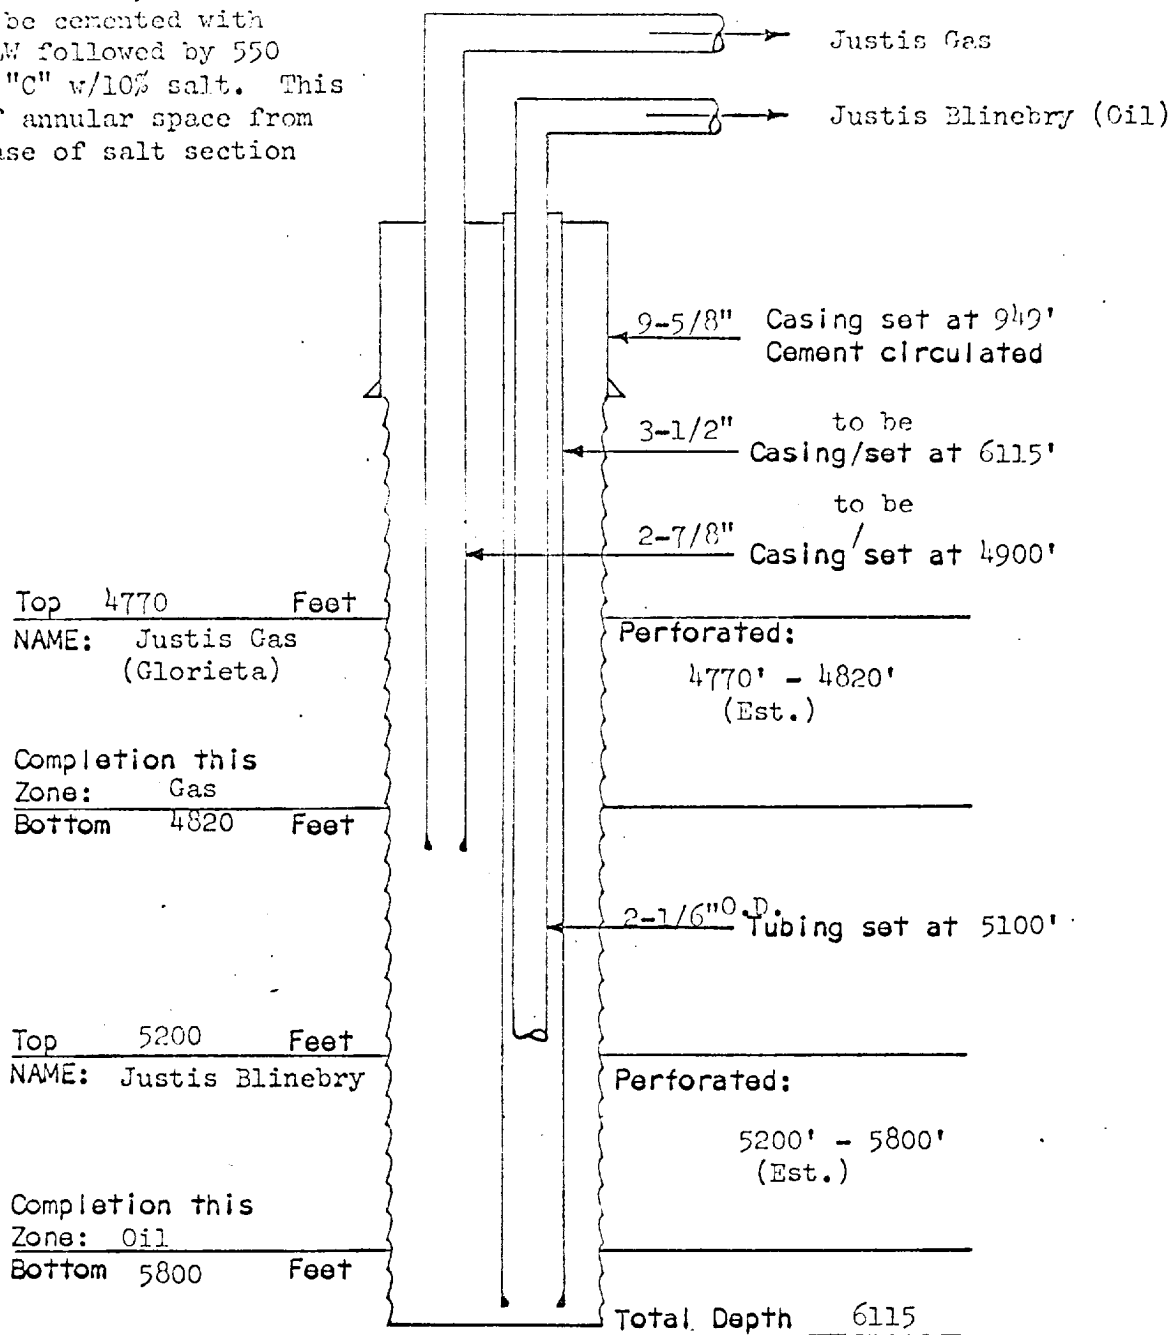 be cemented with
W followed by 550
"C" w/10% salt. This
annular space from
ase of salt section
Justis Gas
Justis Blinebry (Oil)
9-5/8" Casing set at 949'
Cement circulated
to be
3-1/2" Casing/set at 6115'
to be
2-7/8" Casing/set at 4900'
Top 4770 Feet
NAME: Justis Gas
(Glorieta)
Perforated:
4770' - 4820'
(Est.)
Completion this
Zone: Gas
Bottom 4820 Feet
2-1/6" O.D. Tubing set at 5100'
Top 5200 Feet
NAME: Justis Blinebry
Perforated:
5200' - 5800'
(Est.)
Completion this
Zone: Oil
Bottom 5800 Feet
Total Depth 6115